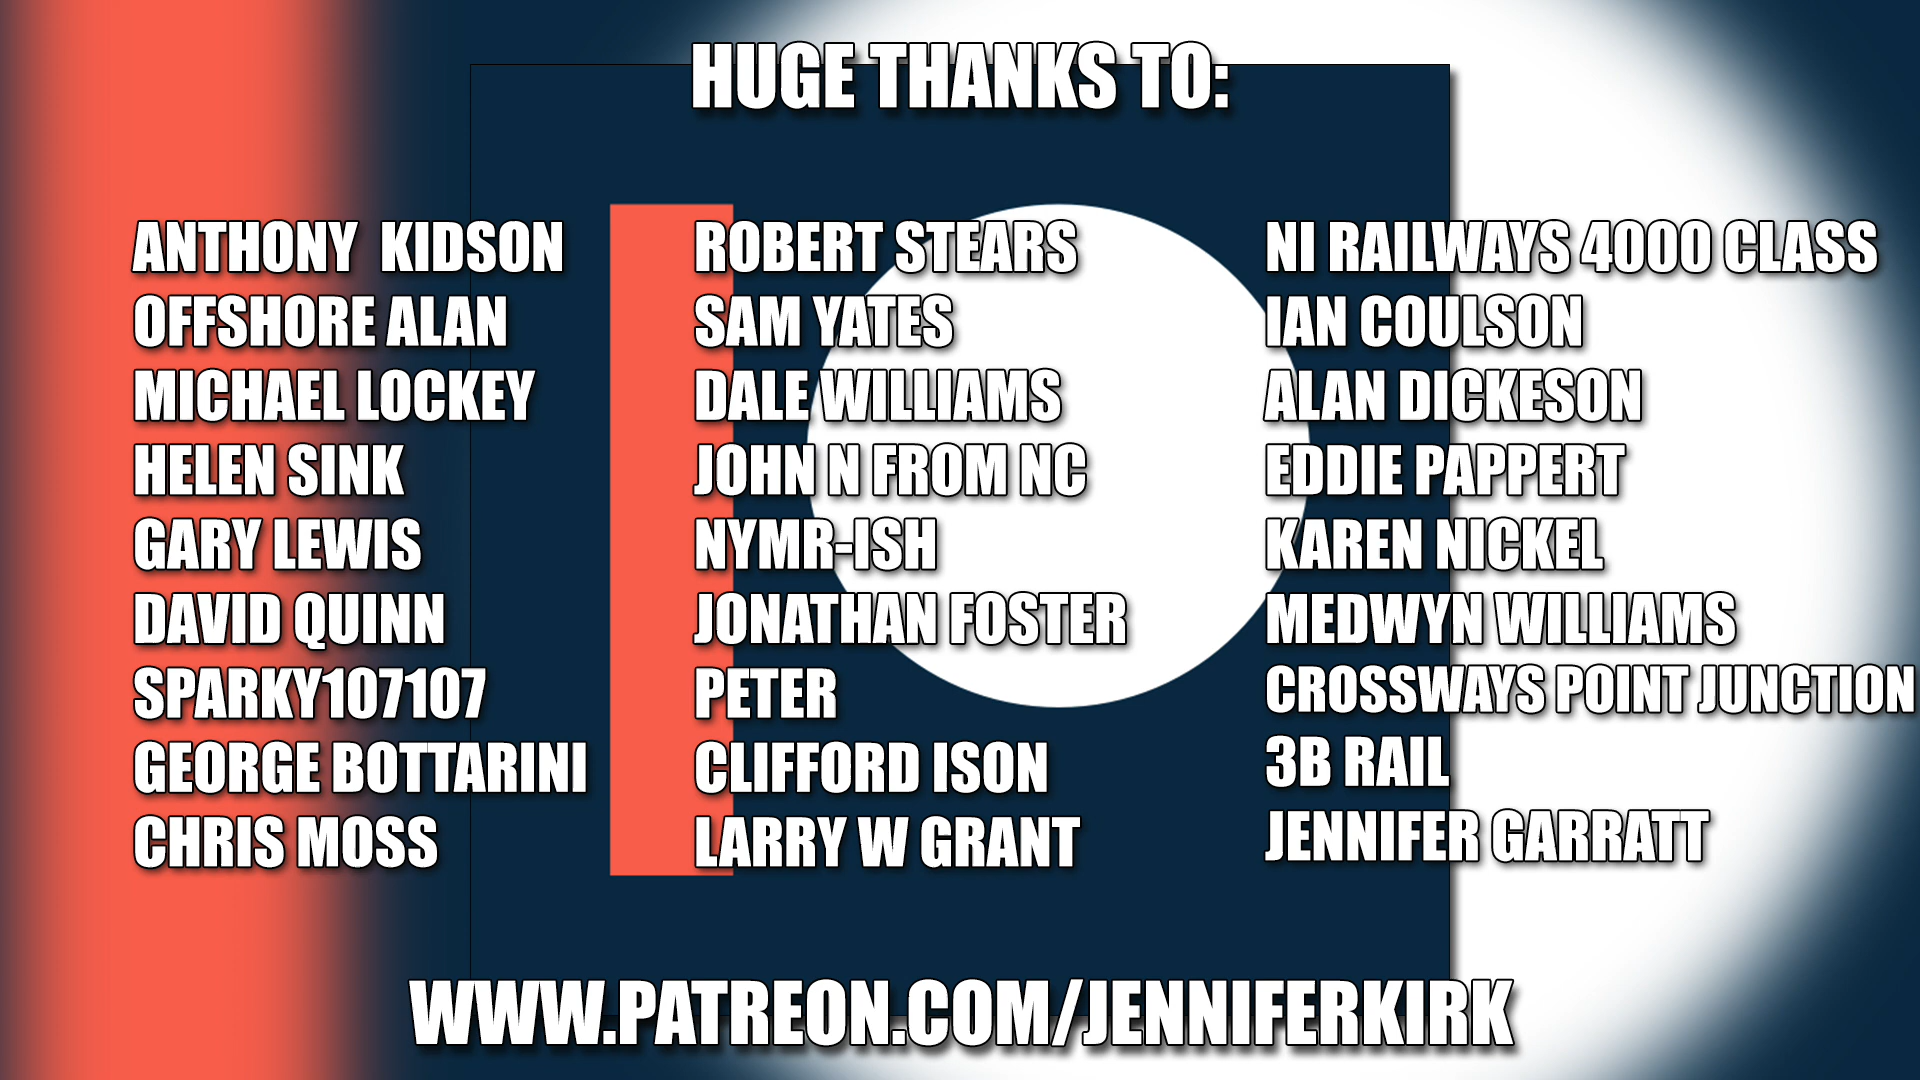 HUGE THANKS TO:
ANTHONY KIDSON
OFFSHORE ALAN
MICHAEL LOCKEY
HELEN SINK
GARY LEWIS
DAVID QUINN
SPARKY107107
GEORGE BOTTARINI
CHRIS MOSS
ROBERT STEARS
SAM YATES
DALE WILLIAMS
JOHN N FROM NC
NYMR-ISH
JONATHAN FOSTER
PETER
CLIFFORD ISON
LARRY W GRANT
NI RAILWAYS 4000 CLASS
IAN COULSON
ALAN DICKESON
EDDIE PAPPERT
KAREN NICKEL
MEDWYN WILLIAMS
CROSSWAYS POINT JUNCTION
3B RAIL
JENNIFER GARRATT
WWW.PATREON.COM/JENNIFERKIRK